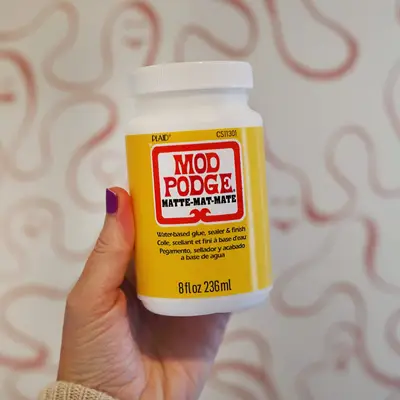 PLAID® CS11301
MOD
PODGE®
MATTE-MAT-MATE
Water-based glue, sealer & finish
Colle, scellant et fini à base d'eau
Pegamento, sellador y acabado
a base de agua
8 fl oz 236 ml